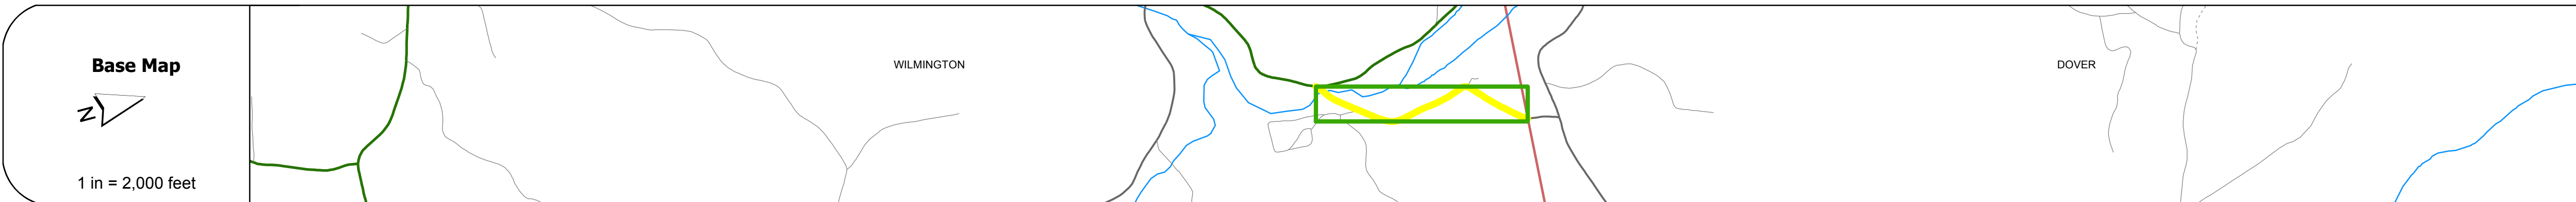 Base Map
N
1 in = 2,000 feet
WILMINGTON
DOVER